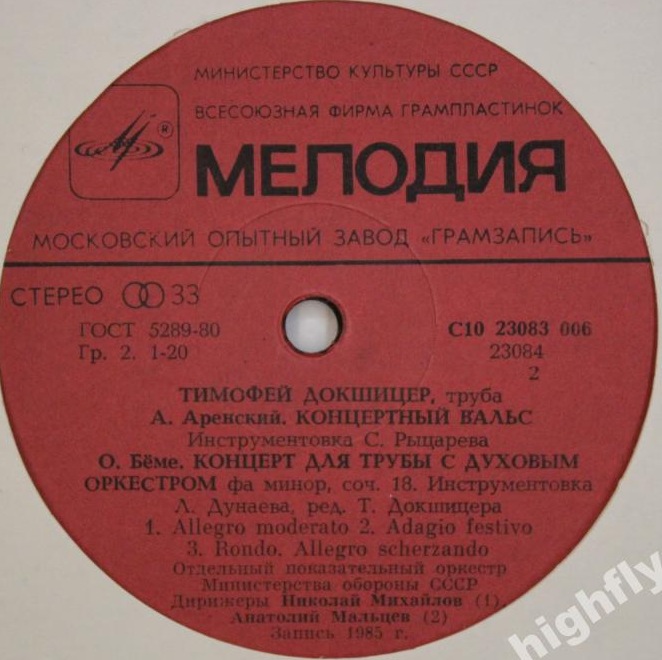 МИНИСТЕРСТВО КУЛЬТУРЫ СССР
ВСЕСОЮЗНАЯ ФИРМА ГРАМПЛАСТИНОК
®
МЕЛОДИЯ
МОСКОВСКИЙ ОПЫТНЫЙ ЗАВОД «ГРАМЗАПИСЬ»
СТЕРЕО 33
ГОСТ 5289-80
Гр. 2. 1-20
С10 23083 006
23084
2
ТИМОФЕЙ ДОКШИЦЕР, труба
А. Аренский. КОНЦЕРТНЫЙ ВАЛЬС
Инструментовка С. Рыцарева
О. Бёме. КОНЦЕРТ ДЛЯ ТРУБЫ С ДУХОВЫМ
ОРКЕСТРОМ фа минор, соч. 18. Инструментовка
Л. Дунаева, ред. Т. Докшицера
1. Allegro moderato 2. Adagio festivo
3. Rondo. Allegro scherzando
Отдельный показательный оркестр
Министерства обороны СССР
Дирижеры Николай Михайлов (1),
Анатолий Мальцев (2)
Запись 1985 г.
highfly